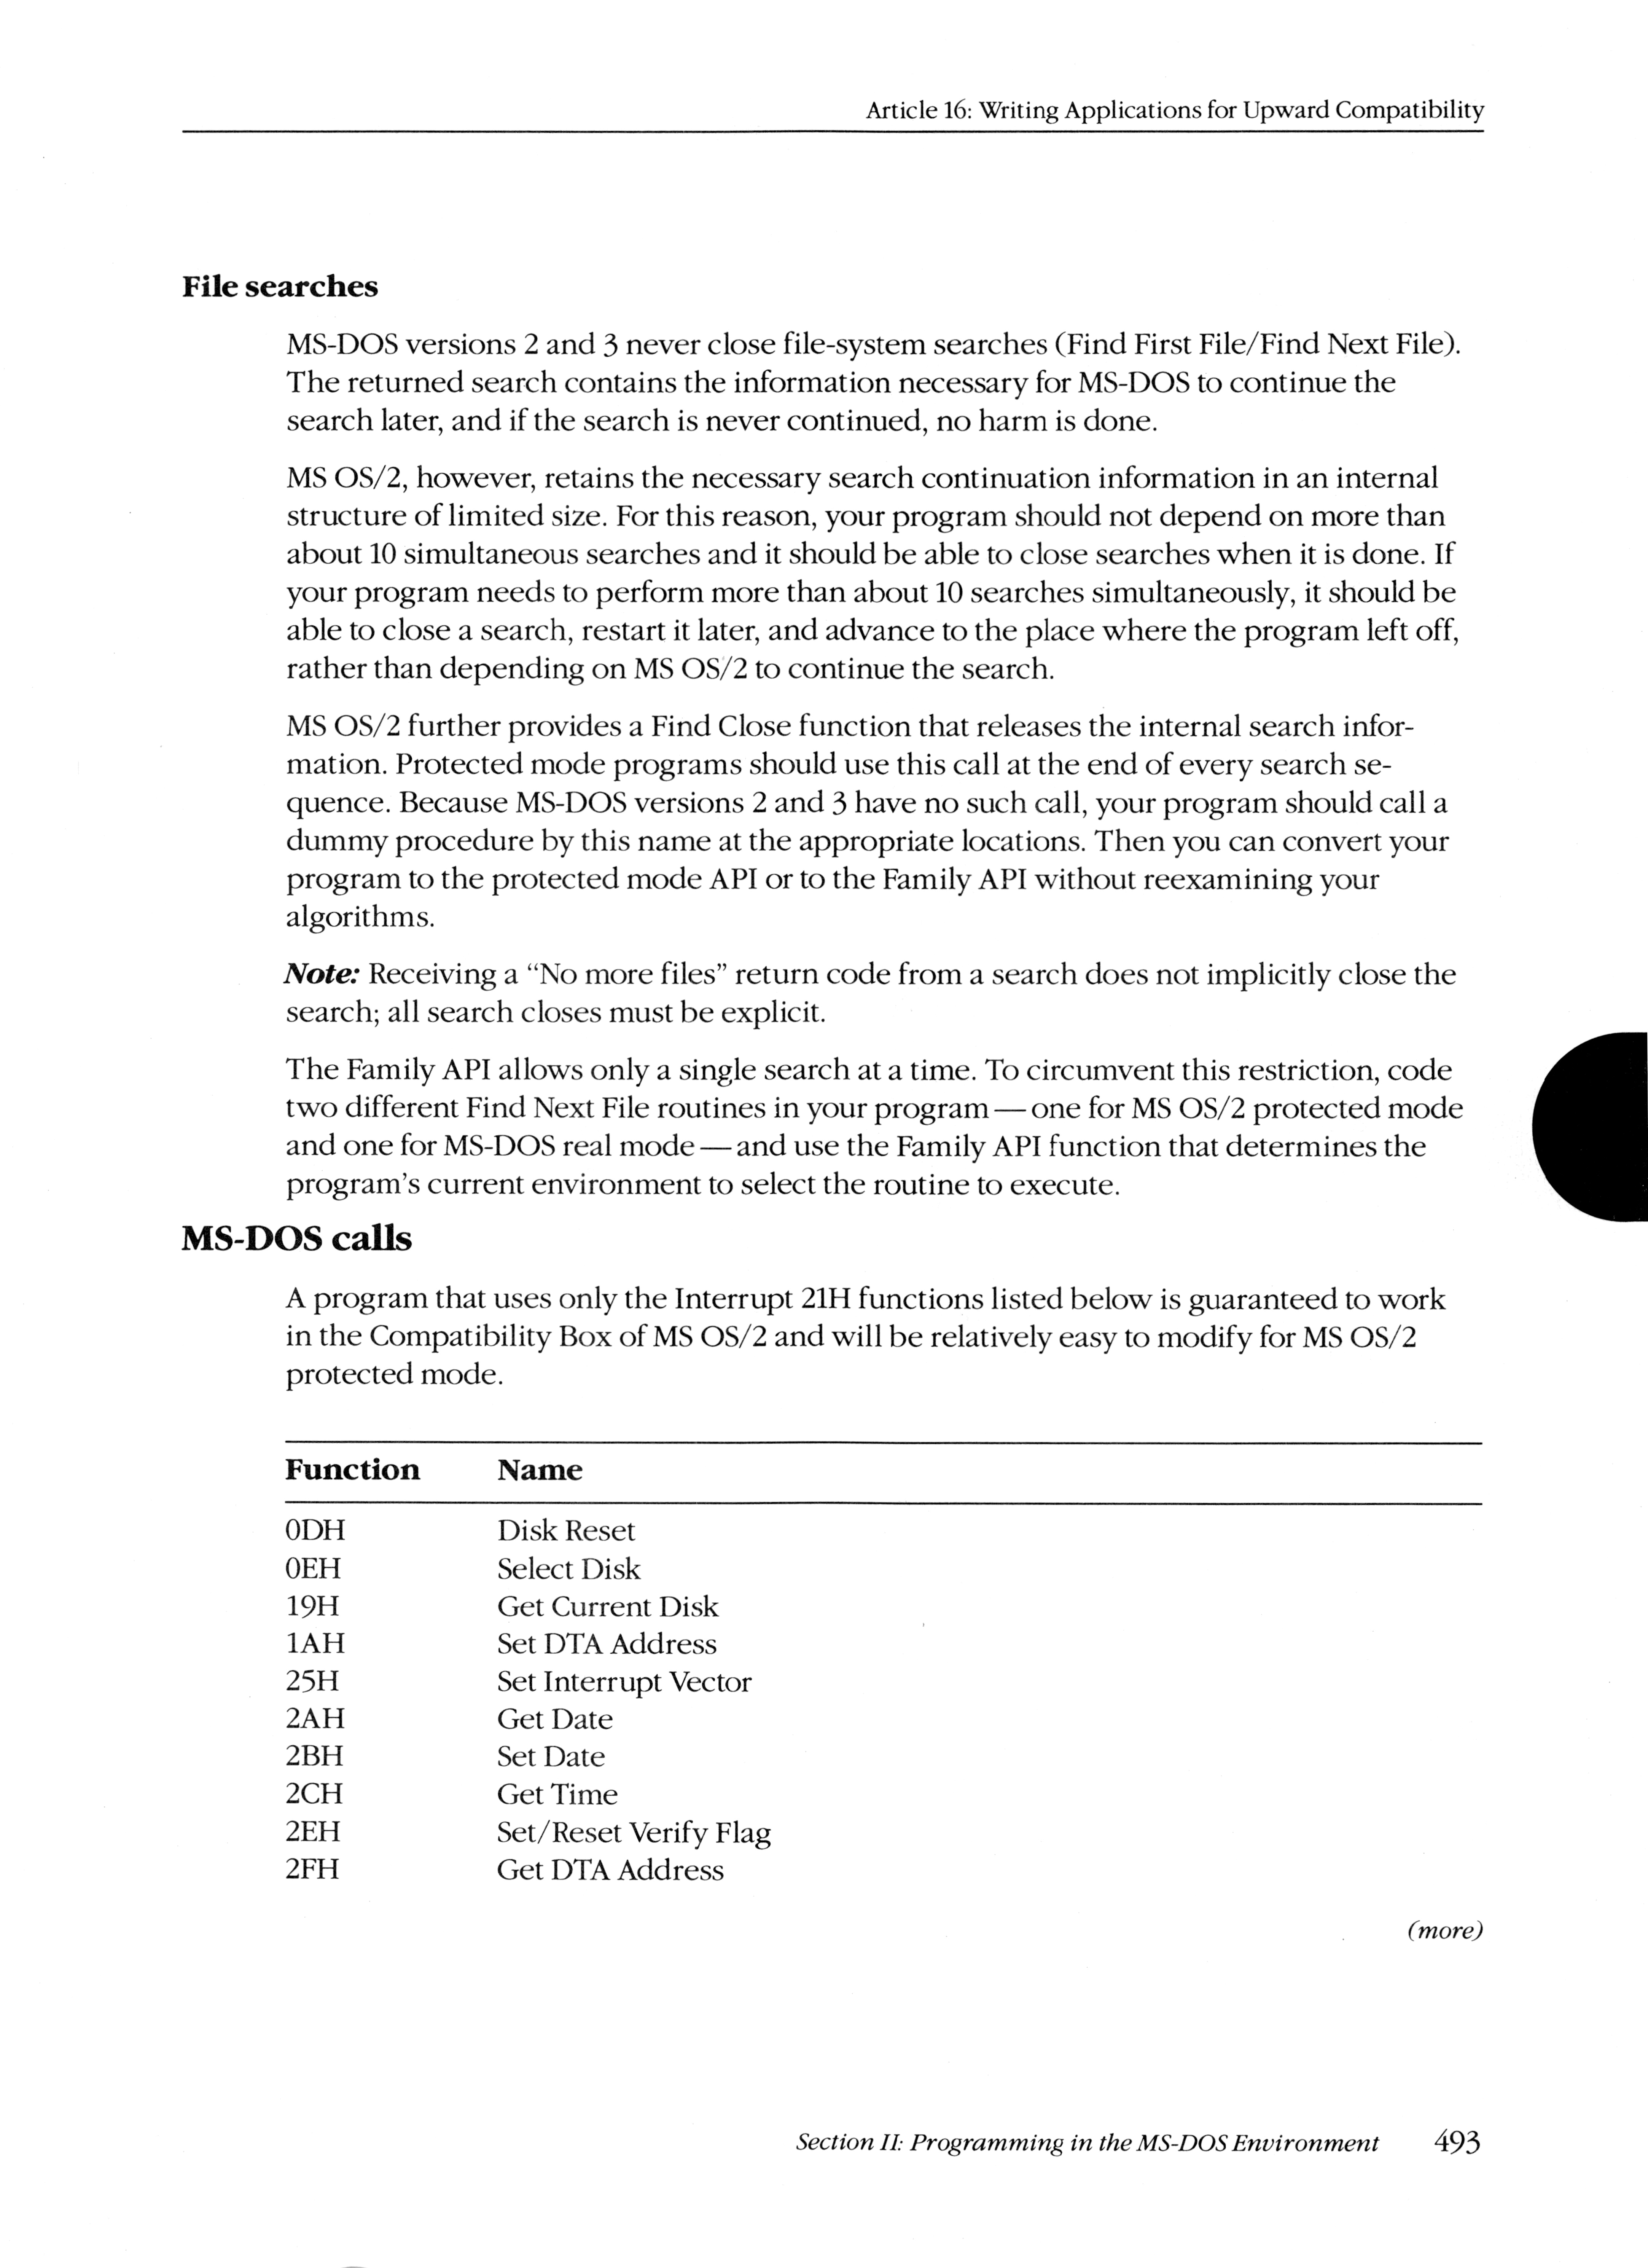 Article 16: Writing Applications for Upward Compatibility
File searches
MS-DOS versions 2 and 3 never close file-system searches (Find First File/Find Next File).
The returned search contains the information necessary for MS-DOS to continue the
search later, and if the search is never continued, no harm is done.
MS OS/2, however, retains the necessary search continuation information in an internal
structure of limited size. For this reason, your program should not depend on more than
about 10 simultaneous searches and it should be able to close searches when it is done. If
your program needs to perform more than about 10 searches simultaneously, it should be
able to close a search, restart it later, and advance to the place where the program left off,
rather than depending on MS OS/2 to continue the search.
MS OS/2 further provides a Find Close function that releases the internal search infor-
mation. Protected mode programs should use this call at the end of every search se-
quence. Because MS-DOS versions 2 and 3 have no such call, your program should call a
dummy procedure by this name at the appropriate locations. Then you can convert your
program to the protected mode API or to the Family API without reexamining your
algorithms.
Note: Receiving a “No more files” return code from a search does not implicitly close the
search; all search closes must be explicit.
The Family API allows only a single search at a time. To circumvent this restriction, code
two different Find Next File routines in your program — one for MS OS/2 protected mode
and one for MS-DOS real mode — and use the Family API function that determines the
program’s current environment to select the routine to execute.
MS-DOS calls
A program that uses only the Interrupt 21H functions listed below is guaranteed to work
in the Compatibility Box of MS OS/2 and will be relatively easy to modify for MS OS/2
protected mode.
Function Name
0DH Disk Reset
0EH Select Disk
19H Get Current Disk
1AH Set DTA Address
25H Set Interrupt Vector
2AH Get Date
2BH Set Date
2CH Get Time
2EH Set/Reset Verify Flag
2FH Get DTA Address
(more)
Section II: Programming in the MS-DOS Environment 493